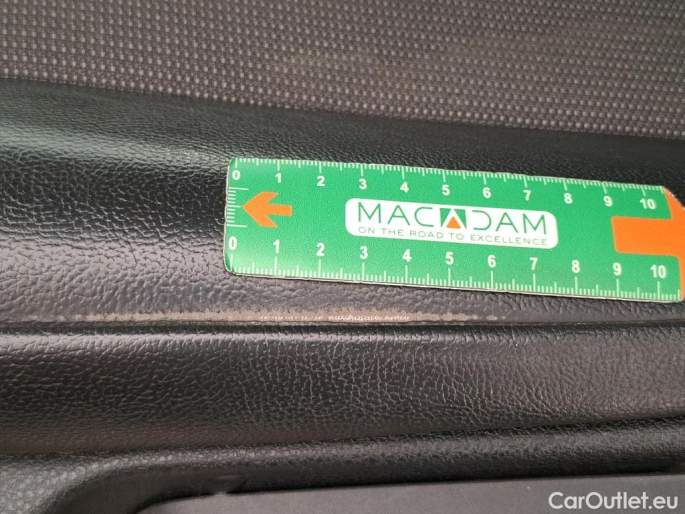 0 1 2 3 4 5 6 7 8 9 10
MACADAM
ON THE ROAD TO EXCELLENCE
0 1 2 3 4 5 6 7 8 9 10
CarOutlet.eu